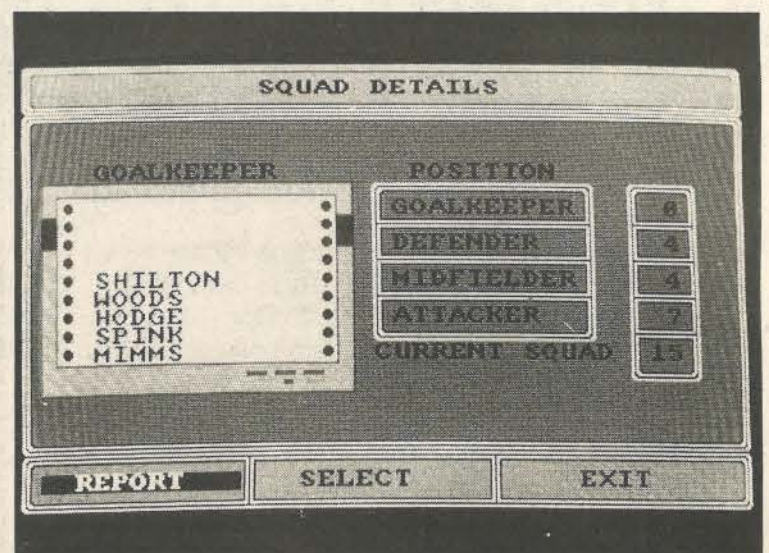 SQUAD DETAILS
GOALKEEPER
SHILTON
WOODS
HODGE
SPINK
MIMMS
POSITION
GOALKEEPER 0
DEFENDER 4
MIDFIELDER 4
ATTACKER 7
CURRENT SQUAD 15
REPORT SELECT EXIT